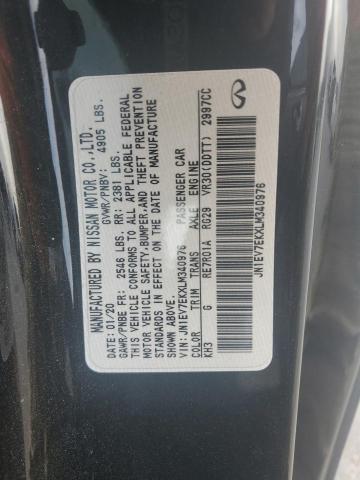 MANUFACTURED BY NISSAN MOTOR CO.,LTD.
DATE: 01/20 GVWR/PNBV: 4905 LBS.
GAWR/PNBE FR: 2546 LBS. RR: 2381 LBS.
THIS VEHICLE CONFORMS TO ALL APPLICABLE FEDERAL
MOTOR VEHICLE SAFETY,BUMPER,AND THEFT PREVENTION
STANDARDS IN EFFECT ON THE DATE OF MANUFACTURE
SHOWN ABOVE.
VIN: JN1EV7EKXLM340976 PASSENGER CAR
COLOR TRIM TRANS AXLE ENGINE
KH3 G RE7R01A RG29 VR30(DDTT) 2997CC
JN1EV7EKXLM340976